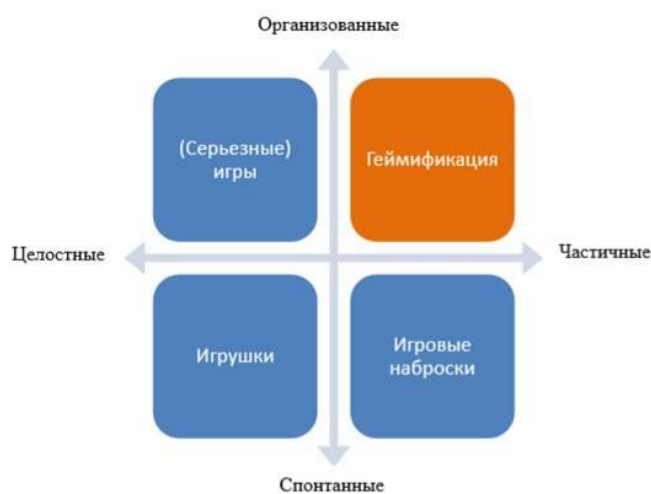 Организованные
(Серьезные)
игры
Геймификация
Целостные
Частичные
Игрушки
Игровые
наброски
Спонтанные